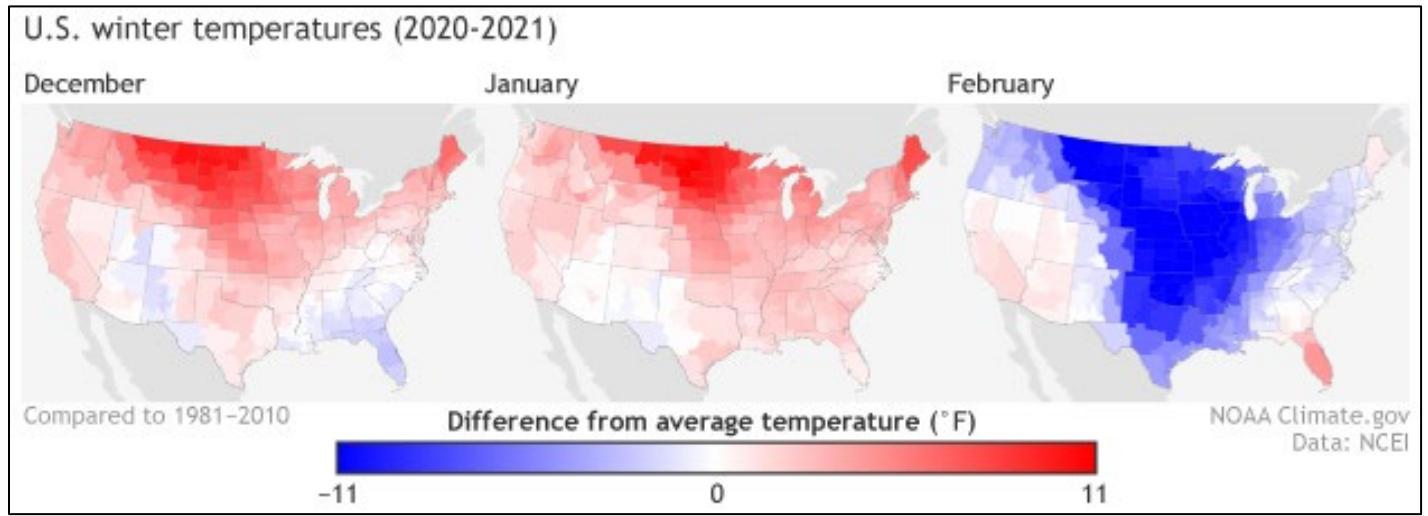 U.S. winter temperatures (2020-2021)
December
January
February
Compared to 1981–2010
Difference from average temperature (°F)
NOAA Climate.gov
Data: NCEI
−11
0
11